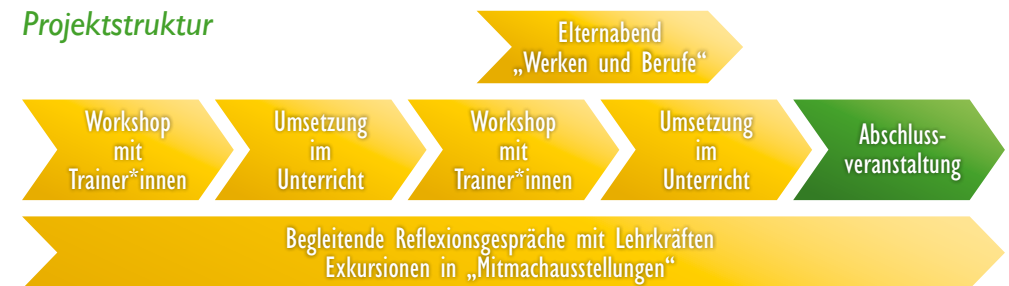 Projektstruktur
Elternabend
„Werken und Berufe“
Workshop
mit
Trainer*innen
Umsetzung
im
Unterricht
Workshop
mit
Trainer*innen
Umsetzung
im
Unterricht
Abschluss-
veranstaltung
Begleitende Reflexionsgespräche mit Lehrkräften
Exkursionen in „Mitmachausstellungen“